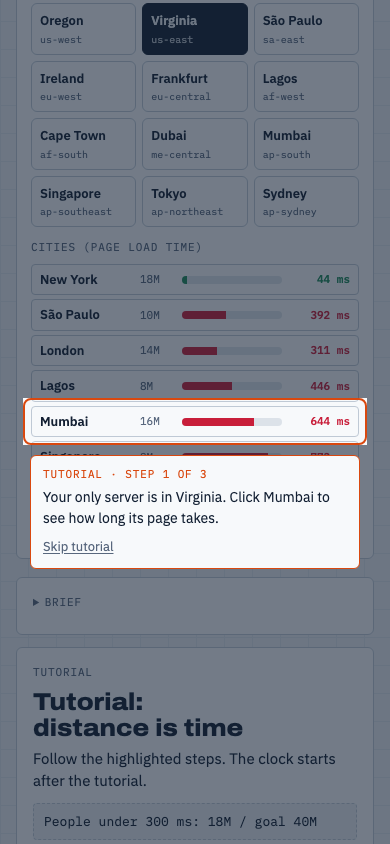 Oregon Virginia São Paulo
us-west us-east sa-east
Ireland Frankfurt Lagos
eu-west eu-central af-west
Cape Town Dubai Mumbai
af-south me-central ap-south
Singapore Tokyo Sydney
ap-southeast ap-northeast ap-sydney
CITIES (PAGE LOAD TIME)
New York 18M 44 ms
São Paulo 10M 392 ms
London 14M 311 ms
Lagos 8M 446 ms
Mumbai 16M 644 ms
TUTORIAL · STEP 1 OF 3
Your only server is in Virginia. Click Mumbai to
see how long its page takes.
Skip tutorial
▶ BRIEF
TUTORIAL
Tutorial:
distance is time
Follow the highlighted steps. The clock starts
after the tutorial.
People under 300 ms: 18M / goal 40M